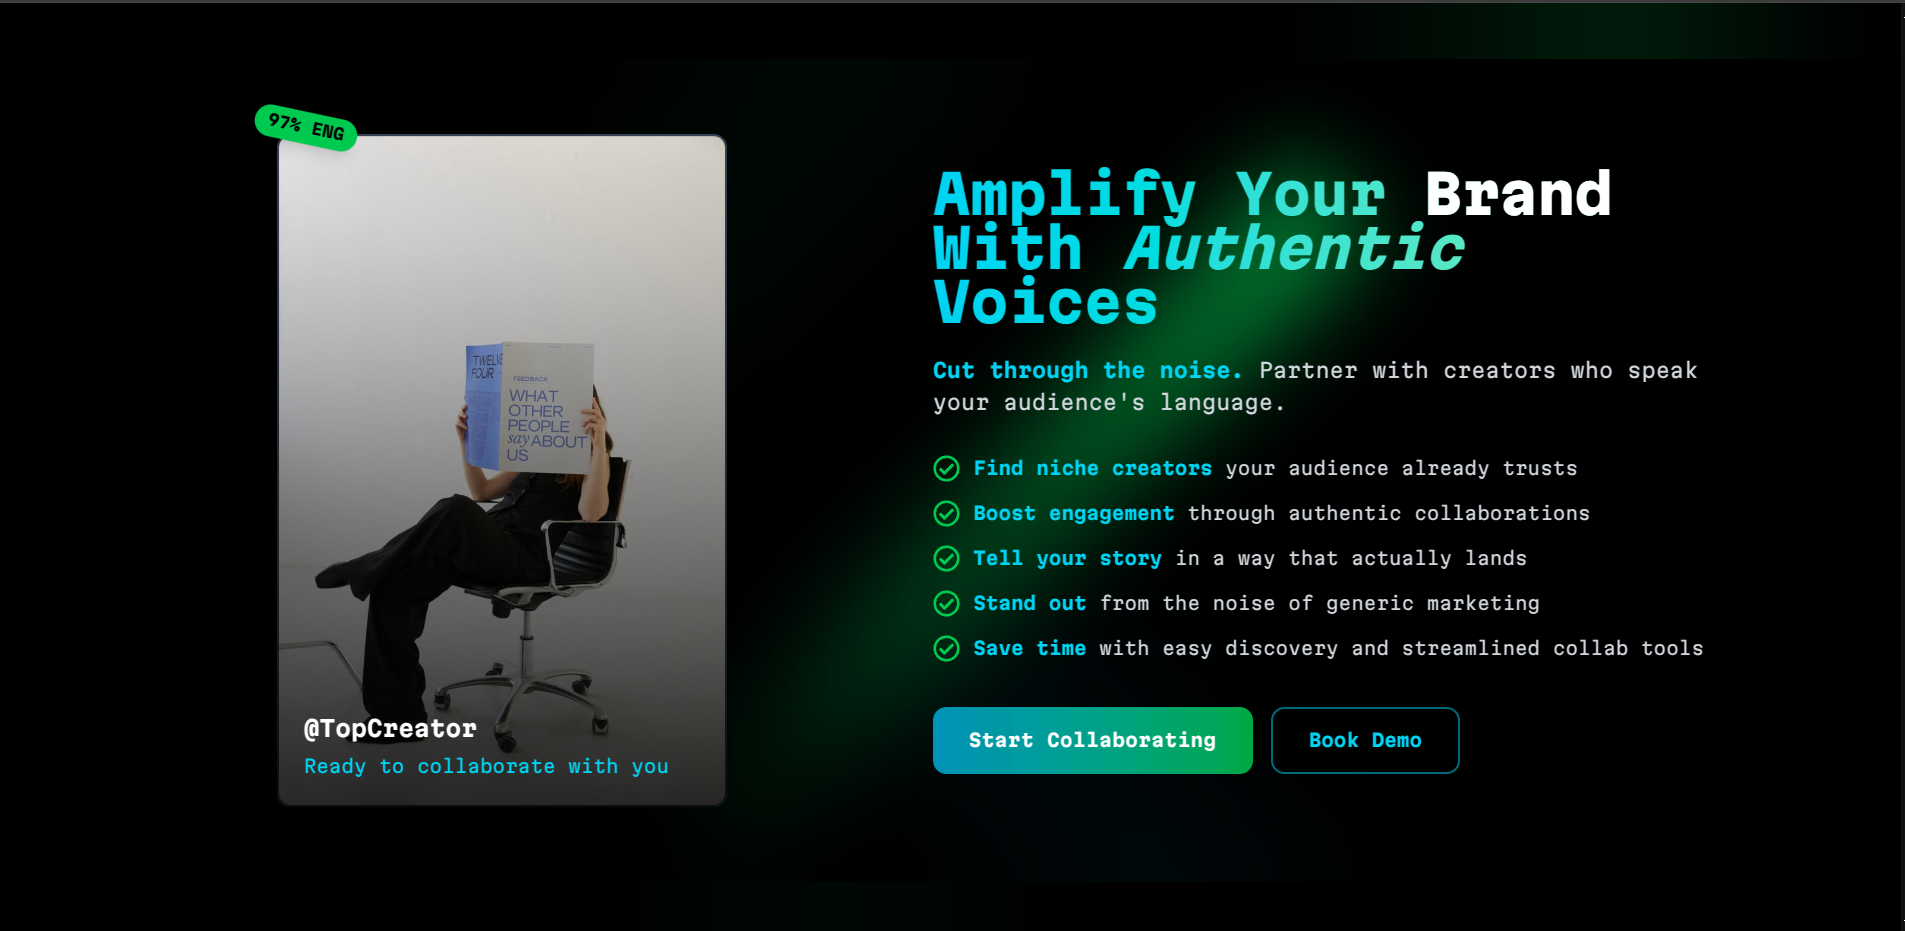 97% ENG
TWELVE
FOUR
FEEDBACK
WHAT
OTHER
PEOPLE
say ABOUT
US
@TopCreator
Ready to collaborate with you
Amplify Your Brand
With Authentic
Voices
Cut through the noise. Partner with creators who speak
your audience's language.
Find niche creators your audience already trusts
Boost engagement through authentic collaborations
Tell your story in a way that actually lands
Stand out from the noise of generic marketing
Save time with easy discovery and streamlined collab tools
Start Collaborating
Book Demo